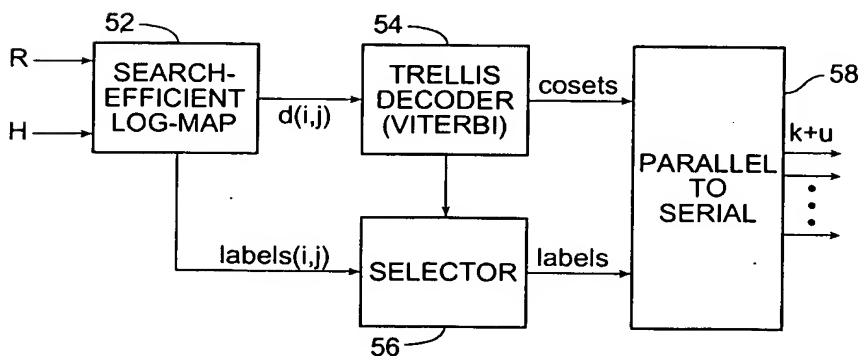 52
54
58
R
H
SEARCH-
EFFICIENT
LOG-MAP
d(i,j)
TRELLIS
DECODER
(VITERBI)
cosets
k+u
PARALLEL
TO
SERIAL
labels(i,j)
SELECTOR
labels
56